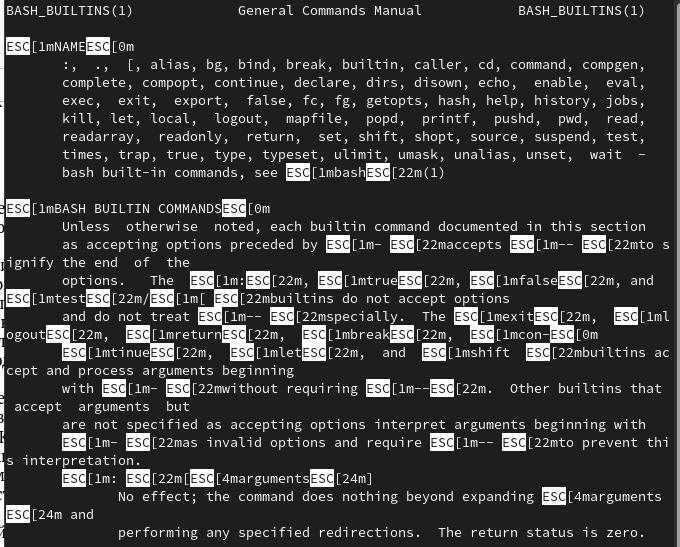 BASH_BUILTINS(1) General Commands Manual BASH_BUILTINS(1)
ESC[1mNAMEESC[0m
:, ., [, alias, bg, bind, break, builtin, caller, cd, command, compgen,
complete, compopt, continue, declare, dirs, disown, echo, enable, eval,
exec, exit, export, false, fc, fg, getopts, hash, help, history, jobs,
kill, let, local, logout, mapfile, popd, printf, pushd, pwd, read,
readarray, readonly, return, set, shift, shopt, source, suspend, test,
times, trap, true, type, typeset, ulimit, umask, unalias, unset, wait -
bash built-in commands, see ESC[1mbashESC[22m(1)
ESC[1mBASH BUILTIN COMMANDSESC[0m
Unless otherwise noted, each builtin command documented in this section
as accepting options preceded by ESC[1m- ESC[22maccepts ESC[1m-- ESC[22mto s
ignify the end of the
options. The ESC[1m:ESC[22m, ESC[1mtrueESC[22m, ESC[1mfalseESC[22m, and
ESC[1mtestESC[22m/ESC[1m[ ESC[22mbuiltins do not accept options
and do not treat ESC[1m-- ESC[22mspecially. The ESC[1mexitESC[22m, ESC[1ml
ogoutESC[22m, ESC[1mreturnESC[22m, ESC[1mbreakESC[22m, ESC[1mcon-ESC[0m
ESC[1mtinueESC[22m, ESC[1mletESC[22m, and ESC[1mshift ESC[22mbuiltins ac
cept and process arguments beginning
with ESC[1m- ESC[22mwithout requiring ESC[1m--ESC[22m. Other builtins that
accept arguments but
are not specified as accepting options interpret arguments beginning with
ESC[1m- ESC[22mas invalid options and require ESC[1m-- ESC[22mto prevent thi
s interpretation.
ESC[1m: ESC[22m[ESC[4margumentsESC[24m]
No effect; the command does nothing beyond expanding ESC[4marguments
ESC[24m and
performing any specified redirections. The return status is zero.